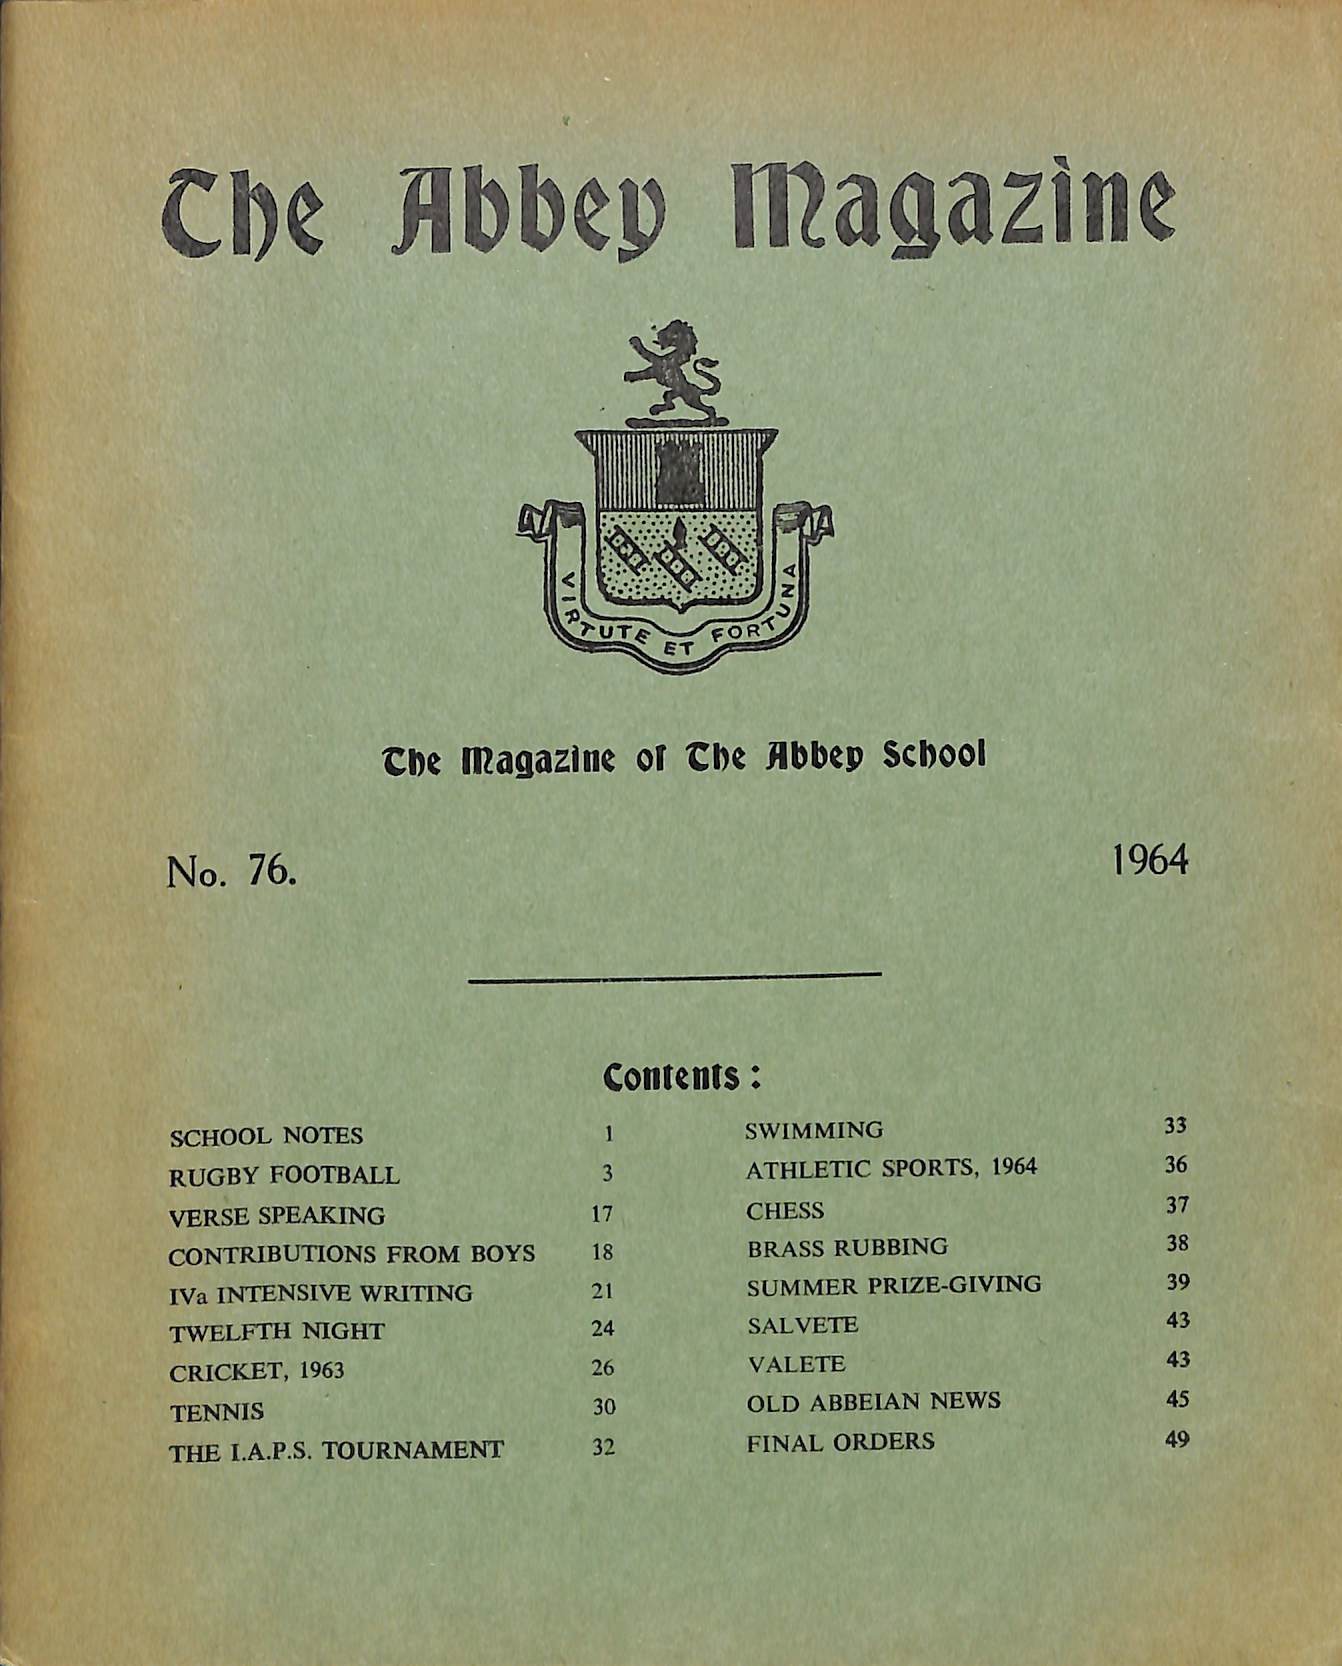 The Abbey Magazine
VIRTUTE ET FORTUNA
The Magazine of The Abbey School
No. 76.
1964
Contents :
SCHOOL NOTES 1
RUGBY FOOTBALL 3
VERSE SPEAKING 17
CONTRIBUTIONS FROM BOYS 18
IVa INTENSIVE WRITING 21
TWELFTH NIGHT 24
CRICKET, 1963 26
TENNIS 30
THE I.A.P.S. TOURNAMENT 32
SWIMMING 33
ATHLETIC SPORTS, 1964 36
CHESS 37
BRASS RUBBING 38
SUMMER PRIZE-GIVING 39
SALVETE 43
VALETE 43
OLD ABBEIAN NEWS 45
FINAL ORDERS 49